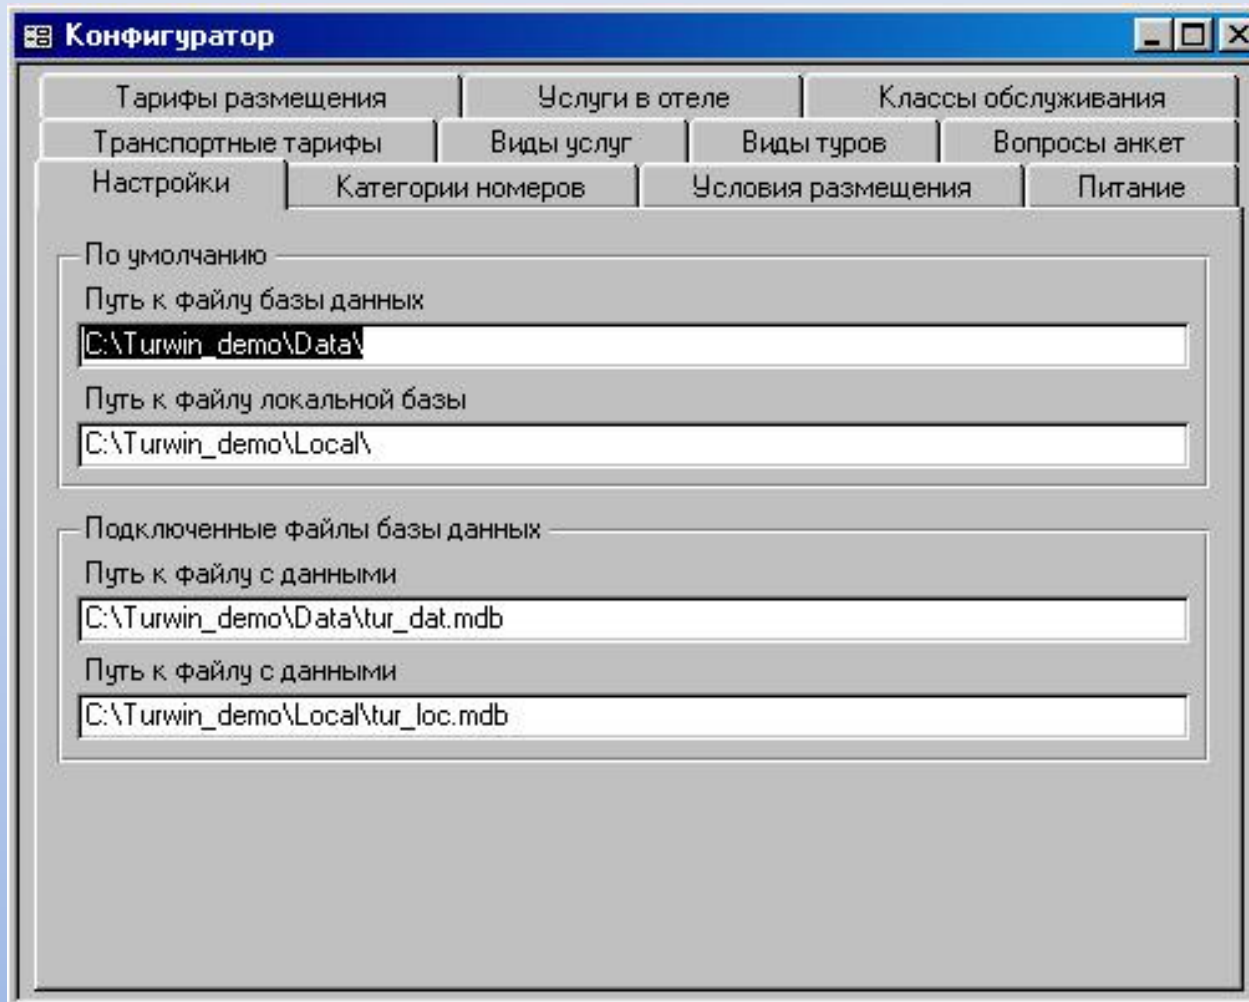 Конфигуратор
Тарифы размещения Услуги в отеле Классы обслуживания
Транспортные тарифы Виды услуг Виды туров Вопросы анкет
Настройки Категории номеров Условия размещения Питание
По умолчанию
Путь к файлу базы данных
C:\Turwin_demo\Data\
Путь к файлу локальной базы
C:\Turwin_demo\Local\
Подключенные файлы базы данных
Путь к файлу с данными
C:\Turwin_demo\Data\tur_dat.mdb
Путь к файлу с данными
C:\Turwin_demo\Local\tur_loc.mdb